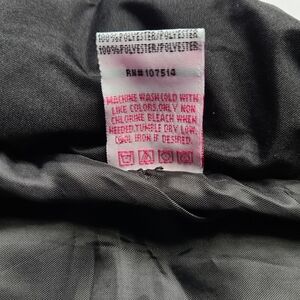 100%POLYESTER/POLYESTER
100%POLYESTER/POLYESTER
RN#107514
MACHINE WASH COLD WITH
LIKE COLORS,ONLY NON
CHLORINE BLEACH WHEN
NEEDED,TUMBLE DRY LOW,
COOL IRON IF DESIRED.